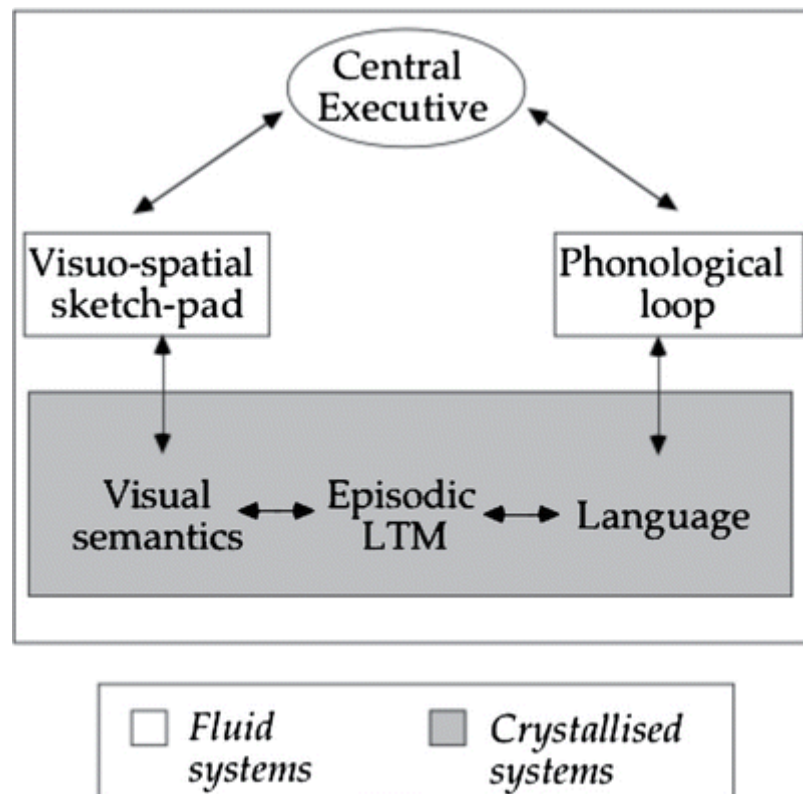 Central
Executive
Visuo-spatial
sketch-pad
Phonological
loop
Visual
semantics
Episodic
LTM
Language
Fluid
systems
Crystallised
systems